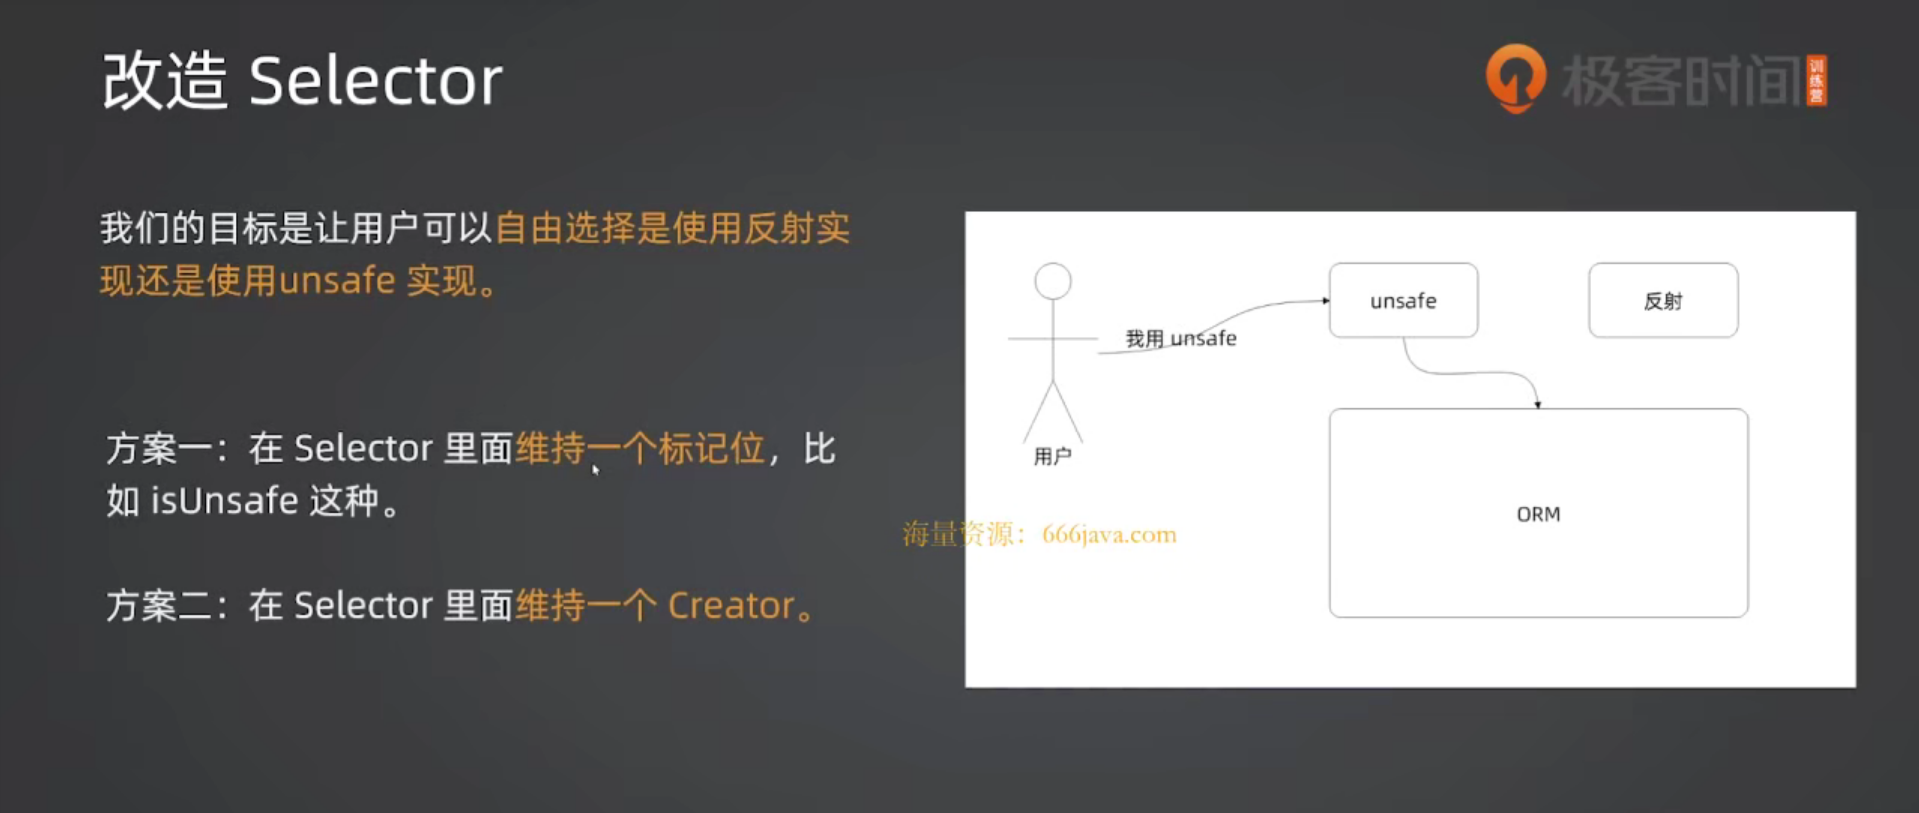 改造 Selector
极客时间
训练营
我们的目标是让用户可以自由选择是使用反射实
现还是使用unsafe 实现。
方案一：在 Selector 里面维持一个标记位，比
如 isUnsafe 这种。
方案二：在 Selector 里面维持一个 Creator。
unsafe
反射
我用 unsafe
用户
ORM
海量资源：666java.com